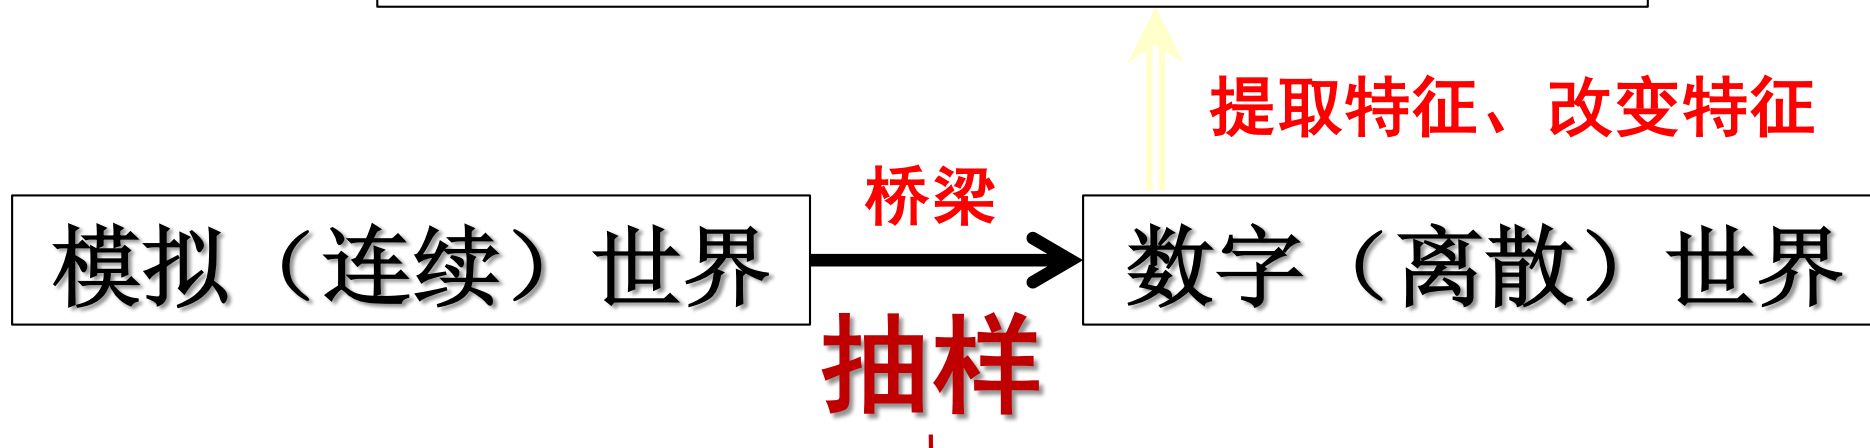 提取特征、改变特征
桥梁
模拟（连续）世界
数字（离散）世界
抽样